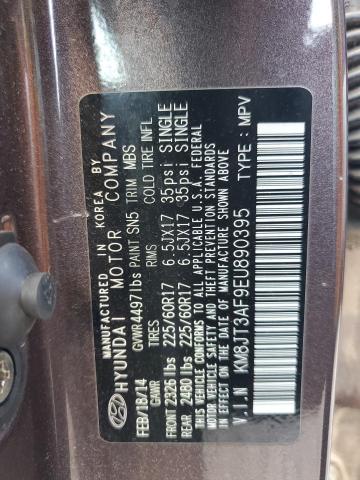 MANUFACTURED BY
IN KOREA BY
HYUNDAI MOTOR COMPANY
FEB/18/14 GVWR 4497lbs PAINT SN5 TRIM MBS
GAWR TIRES RIMS COLD TIRE INFL
FRONT 2326 lbs 225/60R17 6.5JX17 35psi SINGLE
REAR 2480 lbs 225/60R17 6.5JX17 35 psi SINGLE
THIS VEHICLE CONFORMS TO ALL APPLICABLE U.S.A FEDERAL
MOTOR VEHICLE SAFETY AND THEFT PREVENTION STANDARDS
IN EFFECT ON THE DATE OF MANUFACTURE SHOWN ABOVE.
V.I.N KM8JT3AF9EU890395 TYPE : MPV